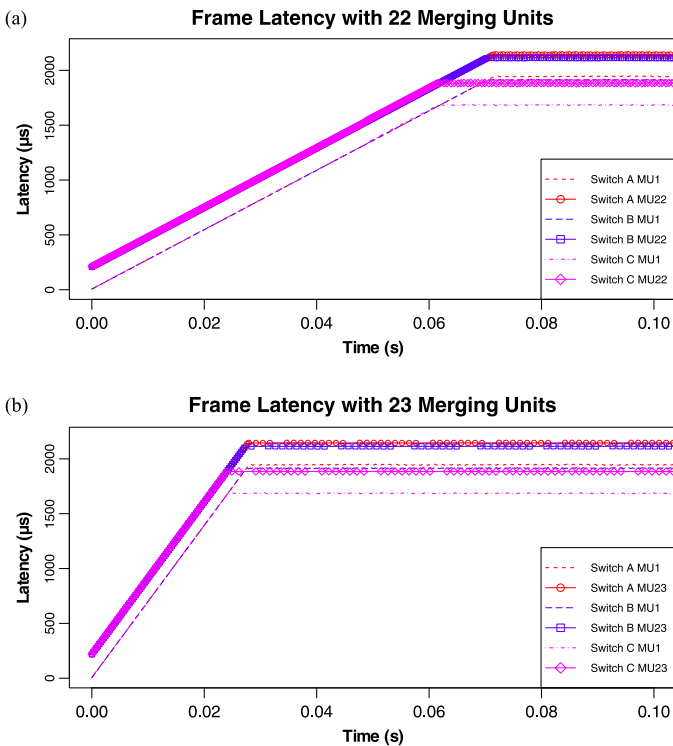 (a)
Frame Latency with 22 Merging Units
Latency (µs)
0
500
1000
1500
2000
0.00 0.02 0.04 0.06 0.08 0.10
Time (s)
Switch A MU1
Switch A MU22
Switch B MU1
Switch B MU22
Switch C MU1
Switch C MU22
(b)
Frame Latency with 23 Merging Units
Latency (µs)
0
500
1000
1500
2000
0.00 0.02 0.04 0.06 0.08 0.10
Time (s)
Switch A MU1
Switch A MU23
Switch B MU1
Switch B MU23
Switch C MU1
Switch C MU23